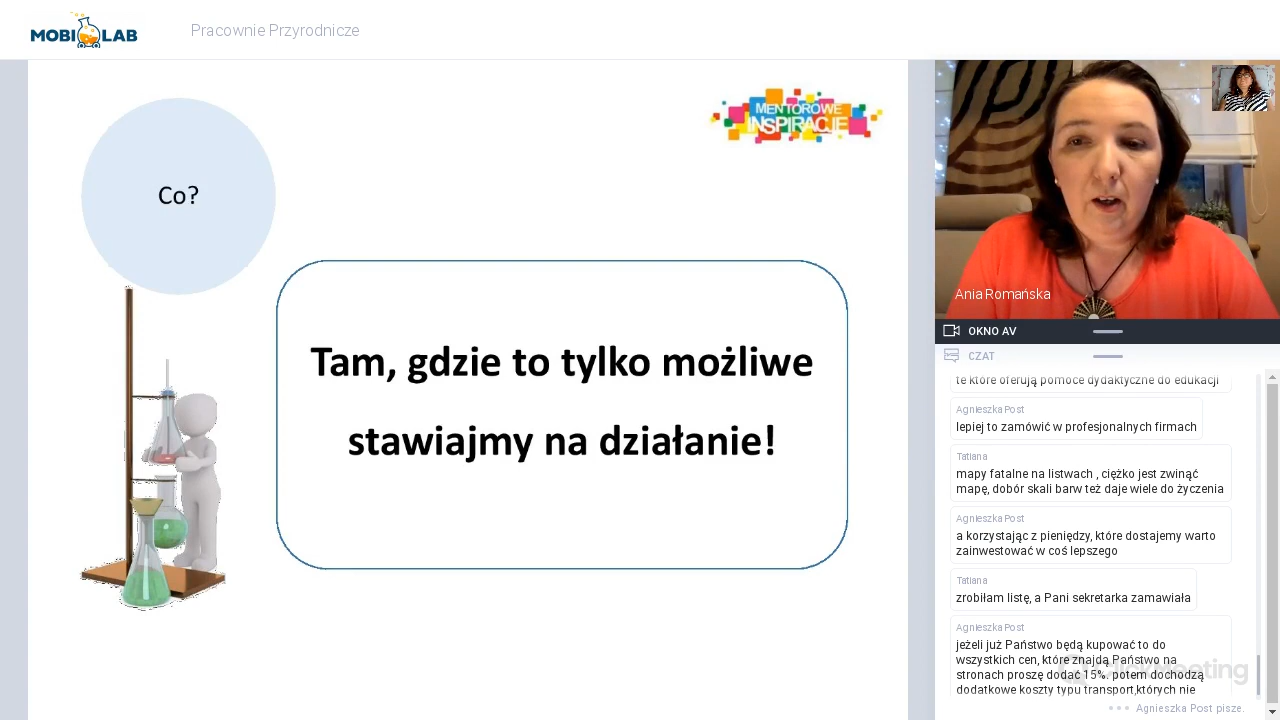 MOBILAB
Pracownie Przyrodnicze
MENTOROWE
INSPIRACJE
Co?
Tam, gdzie to tylko możliwe
stawiajmy na działanie!
Ania Romańska
OKNO AV
CZAT
te które oferują pomoce dydaktyczne do edukacji
Agnieszka Post
lepiej to zamówić w profesjonalnych firmach
Tatiana
mapy fatalne na listwach , ciężko jest zwinąć
mapę, dobór skali barw też daje wiele do życzenia
Agnieszka Post
a korzystając z pieniędzy, które dostajemy warto
zainwestować w coś lepszego
Tatiana
zrobiłam listę, a Pani sekretarka zamawiała
Agnieszka Post
jeżeli już Państwo będą kupować to do
wszystkich cen, które znajdą Państwo na
stronach proszę dodać 15%. potem dochodzą
dodatkowe koszty typu transport,których nie
ClickMeeting
Agnieszka Post pisze.